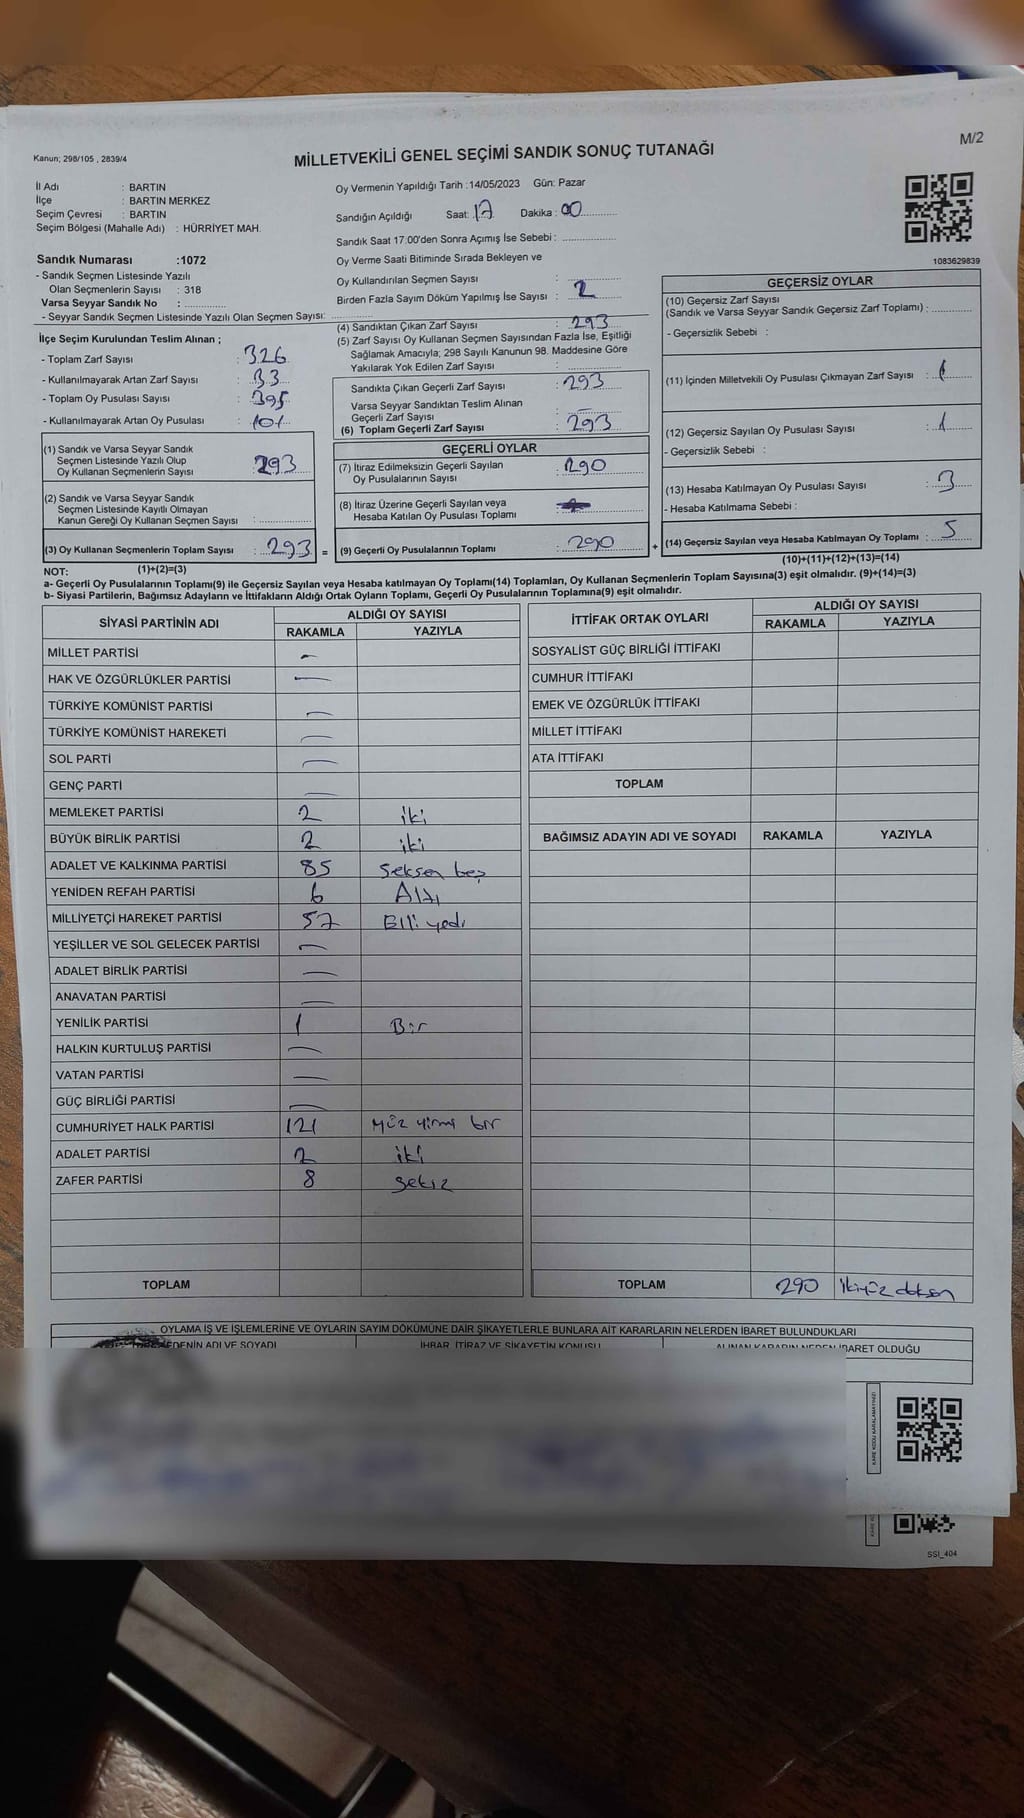 M/2
Kanun; 298/105 , 2839/4
MİLLETVEKİLİ GENEL SEÇİMİ SANDIK SONUÇ TUTANAĞI
İl Adı : BARTIN
İlçe : BARTIN MERKEZ
Seçim Çevresi : BARTIN
Seçim Bölgesi (Mahalle Adı) : HÜRRİYET MAH.
Oy Vermenin Yapıldığı Tarih :14/05/2023 Gün: Pazar
Sandığın Açıldığı Saat: 17 Dakika : 00
Sandık Saat 17:00'den Sonra Açımış İse Sebebi :
Oy Verme Saati Bitiminde Sırada Bekleyen ve
Oy Kullandırılan Seçmen Sayısı : 2
Birden Fazla Sayım Döküm Yapılmış İse Sayısı :
1083629839
Sandık Numarası :1072
- Sandık Seçmen Listesinde Yazılı
Olan Seçmenlerin Sayısı : 318
Varsa Seyyar Sandık No :
- Seyyar Sandık Seçmen Listesinde Yazılı Olan Seçmen Sayısı:
İlçe Seçim Kurulundan Teslim Alınan ;
- Toplam Zarf Sayısı : 326
- Kullanılmayarak Artan Zarf Sayısı : 33
- Toplam Oy Pusulası Sayısı : 395
- Kullanılmayarak Artan Oy Pusulası : 101
(1) Sandık ve Varsa Seyyar Sandık
Seçmen Listesinde Yazılı Olup
Oy Kullanan Seçmenlerin Sayısı : 293
(2) Sandık ve Varsa Seyyar Sandık
Seçmen Listesinde Kayıtlı Olmayan
Kanun Gereği Oy Kullanan Seçmen Sayısı :
(3) Oy Kullanan Seçmenlerin Toplam Sayısı : 293 =
(1)+(2)=(3)
(4) Sandıktan Çıkan Zarf Sayısı : 293
(5) Zarf Sayısı Oy Kullanan Seçmen Sayısından Fazla İse, Eşitliği
Sağlamak Amacıyla; 298 Sayılı Kanunun 98. Maddesine Göre
Yakılarak Yok Edilen Zarf Sayısı :
Sandıkta Çıkan Geçerli Zarf Sayısı : 293
Varsa Seyyar Sandıktan Teslim Alınan
Geçerli Zarf Sayısı : –
(6) Toplam Geçerli Zarf Sayısı : 293
GEÇERLİ OYLAR
(7) İtiraz Edilmeksizin Geçerli Sayılan
Oy Pusulalarının Sayısı : 290
(8) İtiraz Üzerine Geçerli Sayılan veya
Hesaba Katılan Oy Pusulası Toplamı :
(9) Geçerli Oy Pusulalarının Toplamı : 290 +
GEÇERSİZ OYLAR
(10) Geçersiz Zarf Sayısı
(Sandık ve Varsa Seyyar Sandık Geçersiz Zarf Toplamı) :
- Geçersizlik Sebebi :
(11) İçinden Milletvekili Oy Pusulası Çıkmayan Zarf Sayısı : 1
(12) Geçersiz Sayılan Oy Pusulası Sayısı : 1
- Geçersizlik Sebebi :
(13) Hesaba Katılmayan Oy Pusulası Sayısı : 3
- Hesaba Katılmama Sebebi :
(14) Geçersiz Sayılan veya Hesaba Katılmayan Oy Toplamı : 5
(10)+(11)+(12)+(13)=(14)
NOT:
a- Geçerli Oy Pusulalarının Toplamı(9) ile Geçersiz Sayılan veya Hesaba katılmayan Oy Toplamı(14) Toplamları, Oy Kullanan Seçmenlerin Toplam Sayısına(3) eşit olmalıdır. (9)+(14)=(3)
b- Siyasi Partilerin, Bağımsız Adayların ve İttifakların Aldığı Ortak Oyların Toplamı, Geçerli Oy Pusulalarının Toplamına(9) eşit olmalıdır.
SİYASİ PARTİNİN ADI ALDIĞI OY SAYISI
RAKAMLA YAZIYLA
MİLLET PARTİSİ –
HAK VE ÖZGÜRLÜKLER PARTİSİ –
TÜRKİYE KOMÜNİST PARTİSİ –
TÜRKİYE KOMÜNİST HAREKETİ –
SOL PARTİ –
GENÇ PARTİ –
MEMLEKET PARTİSİ 2 iki
BÜYÜK BİRLİK PARTİSİ 2 iki
ADALET VE KALKINMA PARTİSİ 85 Seksen beş
YENİDEN REFAH PARTİSİ 6 Altı
MİLLİYETÇİ HAREKET PARTİSİ 57 Elli yedi
YEŞİLLER VE SOL GELECEK PARTİSİ –
ADALET BİRLİK PARTİSİ –
ANAVATAN PARTİSİ –
YENİLİK PARTİSİ 1 Bir
HALKIN KURTULUŞ PARTİSİ –
VATAN PARTİSİ –
GÜÇ BİRLİĞİ PARTİSİ –
CUMHURİYET HALK PARTİSİ 121 Yüz yirmi bir
ADALET PARTİSİ 2 iki
ZAFER PARTİSİ 8 Sekiz
TOPLAM
İTTİFAK ORTAK OYLARI ALDIĞI OY SAYISI
RAKAMLA YAZIYLA
SOSYALİST GÜÇ BİRLİĞİ İTTİFAKI
CUMHUR İTTİFAKI
EMEK VE ÖZGÜRLÜK İTTİFAKI
MİLLET İTTİFAKI
ATA İTTİFAKI
TOPLAM
BAĞIMSIZ ADAYIN ADI VE SOYADI RAKAMLA YAZIYLA
TOPLAM 290 ikiyüz doksan
OYLAMA İŞ VE İŞLEMLERİNE VE OYLARIN SAYIM DÖKÜMÜNE DAİR ŞİKAYETLERLE BUNLARA AİT KARARLARIN NELERDEN İBARET BULUNDUKLARI
EDENİN ADI VE SOYADI İHBAR, İTİRAZ VE ŞİKAYETİN KONUSU ALINAN KARARIN NEDEN İBARET OLDUĞU
KARE KODU KARALAMAYINIZ!
SSİ_404